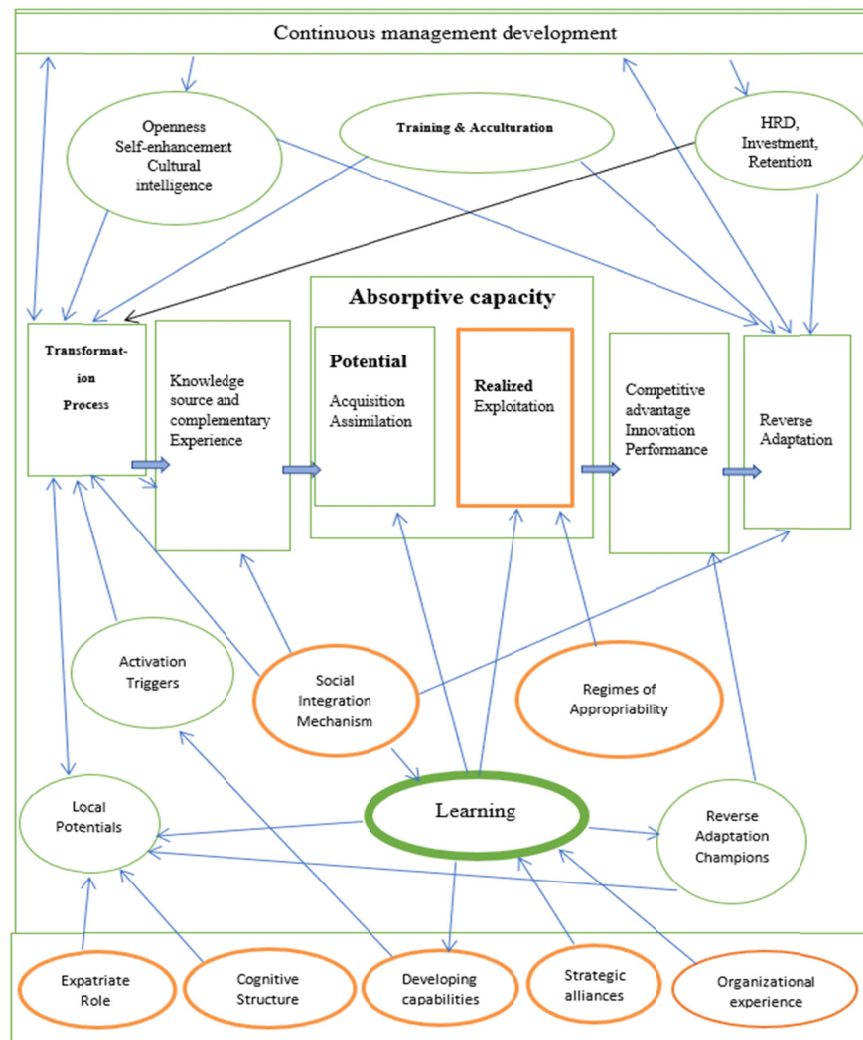 Continuous management development
Openness
Self-enhancement
Cultural
intelligence
Training & Acculturation
HRD,
Investment,
Retention
Absorptive capacity
Transformat-
ion
Process
Knowledge
source and
complementary
Experience
Potential
Acquisition
Assimilation
Realized
Exploitation
Competitive
advantage
Innovation
Performance
Reverse
Adaptation
Activation
Triggers
Social
Integration
Mechanism
Regimes of
Appropriability
Local
Potentials
Learning
Reverse
Adaptation
Champions
Expatriate
Role
Cognitive
Structure
Developing
capabilities
Strategic
alliances
Organizational
experience